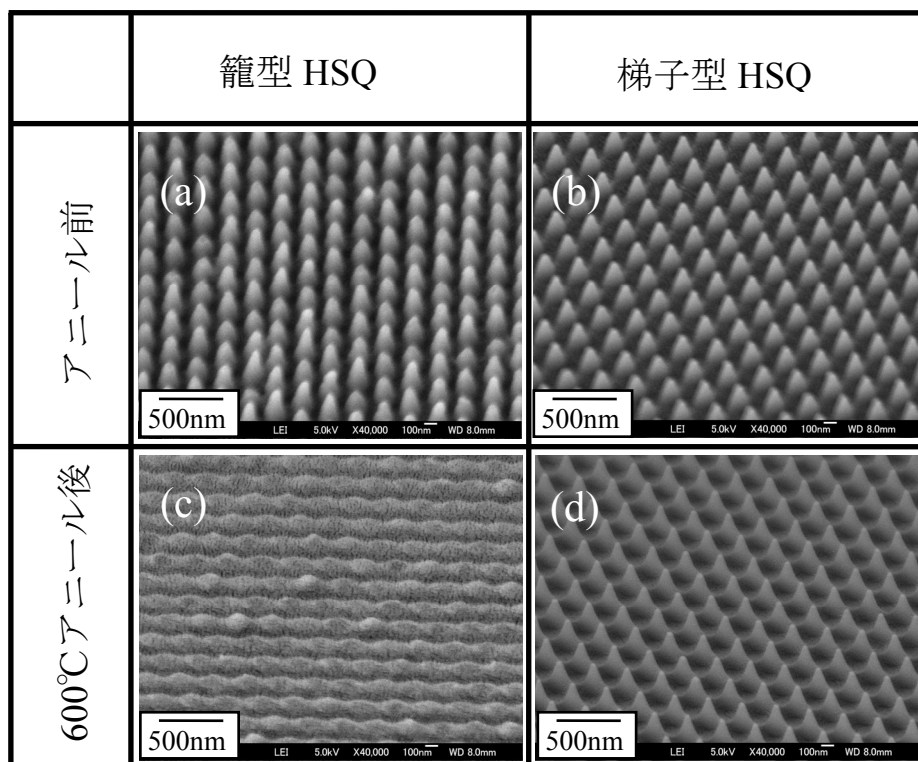 籠型 HSQ
梯子型 HSQ
アニール前
(a)
500nm
LEI 5.0kV X40,000 100nm WD 8.0mm
(b)
500nm
LEI 5.0kV X40,000 100nm WD 8.0mm
600℃アニール後
(c)
500nm
LEI 5.0kV X40,000 100nm WD 8.0mm
(d)
500nm
LEI 5.0kV X40,000 100nm WD 8.0mm